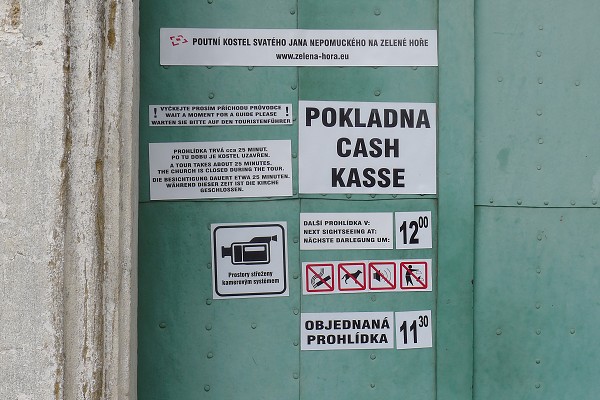 POUTNÍ KOSTEL SVATÉHO JANA NEPOMUCKÉHO NA ZELENÉ HOŘE
www.zelena-hora.eu
! VYČKEJTE PROSÍM PŘÍCHODU PRŮVODCE !
WAIT A MOMENT FOR A GUIDE PLEASE
WARTEN SIE BITTE AUF DEN TOURISTENFÜHRER
POKLADNA
CASH
KASSE
PROHLÍDKA TRVÁ cca 25 MINUT.
PO TU DOBU JE KOSTEL UZAVŘEN.
A TOUR TAKES ABOUT 25 MINUTES.
THE CHURCH IS CLOSED DURING THE TOUR.
DIE BESICHTIGUNG DAUERT ETWA 25 MINUTEN.
WÄHREND DIESER ZEIT IST DIE KIRCHE
GESCHLOSSEN.
DALŠÍ PROHLÍDKA V:
NEXT SIGHTSEEING AT:
NÄCHSTE DARLEGUNG UM:
12 00
Prostory střeženy
kamerovým systémem
OBJEDNANÁ
PROHLÍDKA
11 30